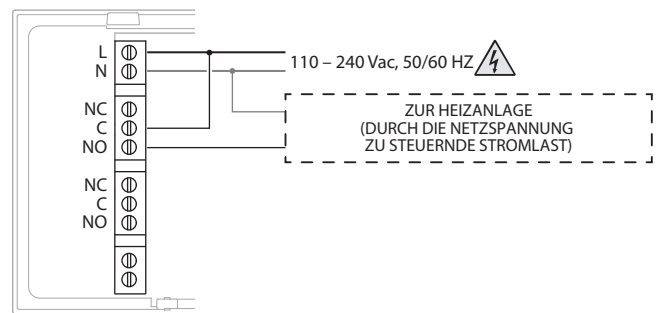 L
N
110 – 240 Vac, 50/60 HZ
NC
C
NO
ZUR HEIZANLAGE
(DURCH DIE NETZSPANNUNG
ZU STEUERNDE STROMLAST)
NC
C
NO